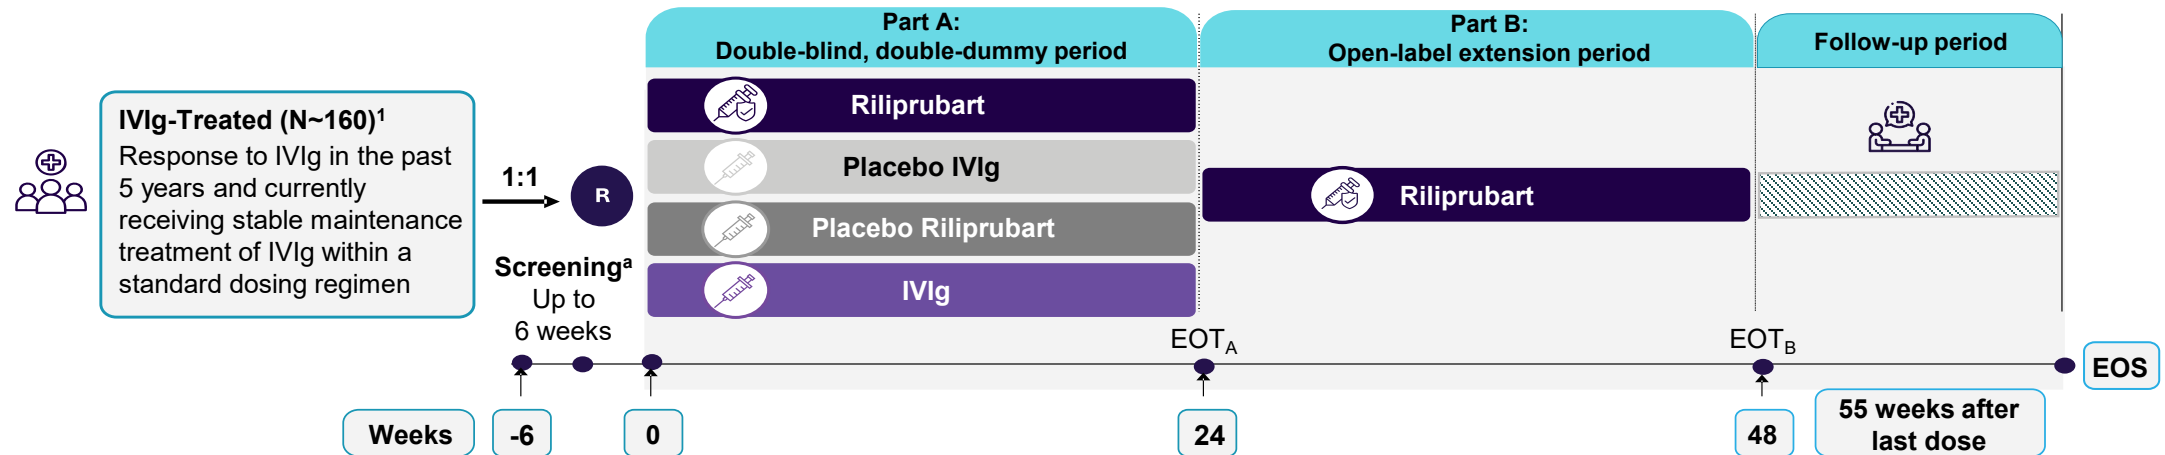 Part A:
Double-blind, double-dummy period
Part B:
Open-label extension period
Follow-up period
IVIg-Treated (N~160)¹
Response to IVIg in the past
5 years and currently
receiving stable maintenance
treatment of IVIg within a
standard dosing regimen
1:1
R
Screeningᵃ
Up to
6 weeks
Riliprubart
Placebo IVIg
Placebo Riliprubart
IVIg
Riliprubart
EOT_A
EOT_B
EOS
Weeks
-6
0
24
48
55 weeks after
last dose